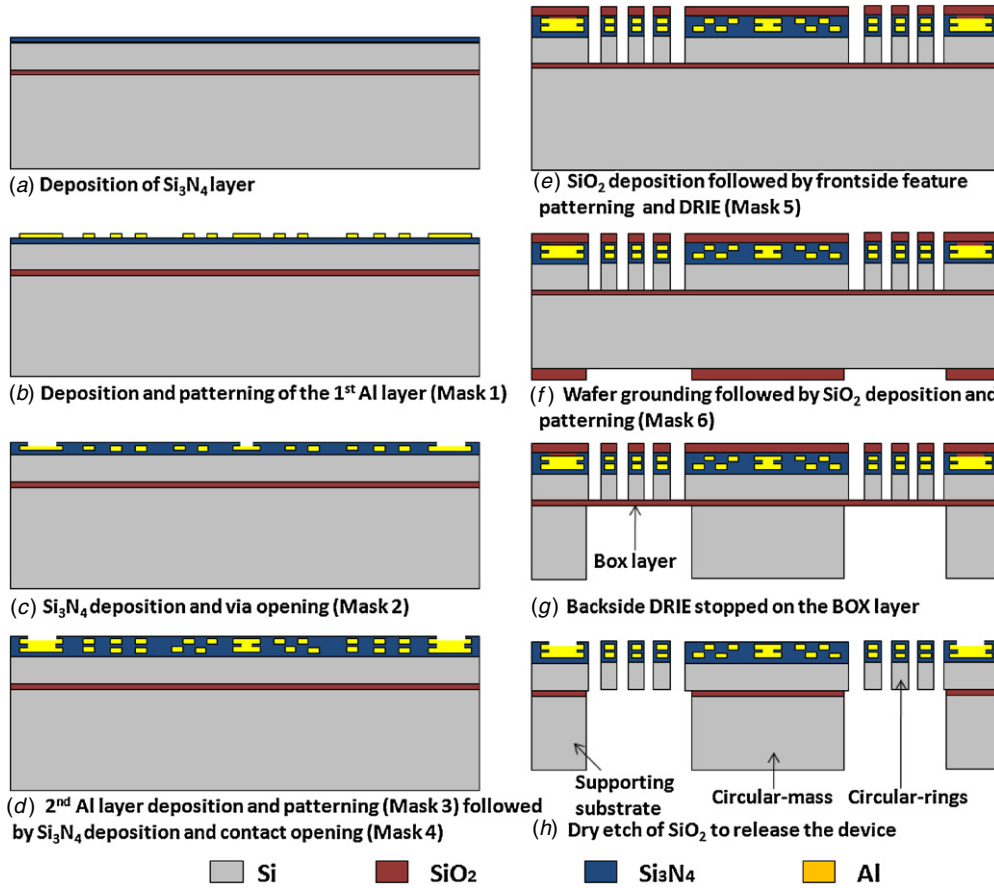 (a) Deposition of Si₃N₄ layer
(b) Deposition and patterning of the 1ˢᵗ Al layer (Mask 1)
(c) Si₃N₄ deposition and via opening (Mask 2)
(d) 2ⁿᵈ Al layer deposition and patterning (Mask 3) followed
by Si₃N₄ deposition and contact opening (Mask 4)
(e) SiO₂ deposition followed by frontside feature
patterning and DRIE (Mask 5)
(f) Wafer grounding followed by SiO₂ deposition and
patterning (Mask 6)
Box layer
(g) Backside DRIE stopped on the BOX layer
Supporting
substrate
Circular-mass
Circular-rings
(h) Dry etch of SiO₂ to release the device
Si
SiO₂
Si₃N₄
Al